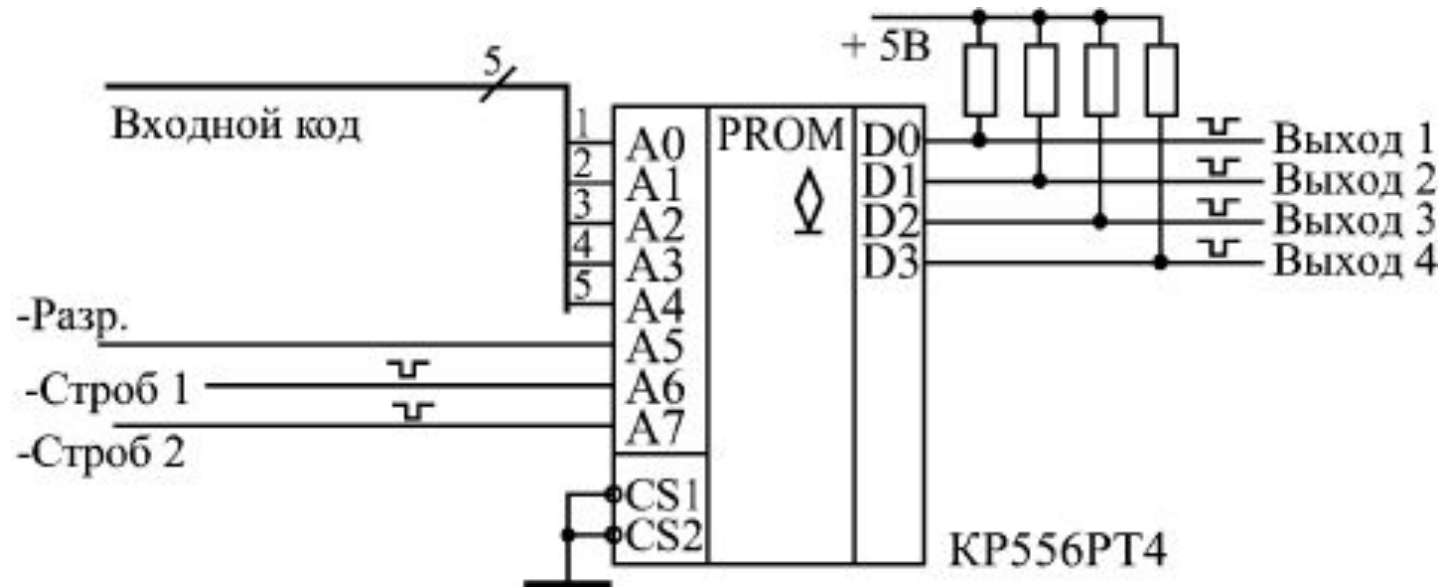 + 5В
5
Входной код
1
2
3
4
5
A0
A1
A2
A3
A4
A5
A6
A7
CS1
CS2
PROM
D0
D1
D2
D3
Выход 1
Выход 2
Выход 3
Выход 4
-Разр.
-Строб 1
-Строб 2
КР556РТ4